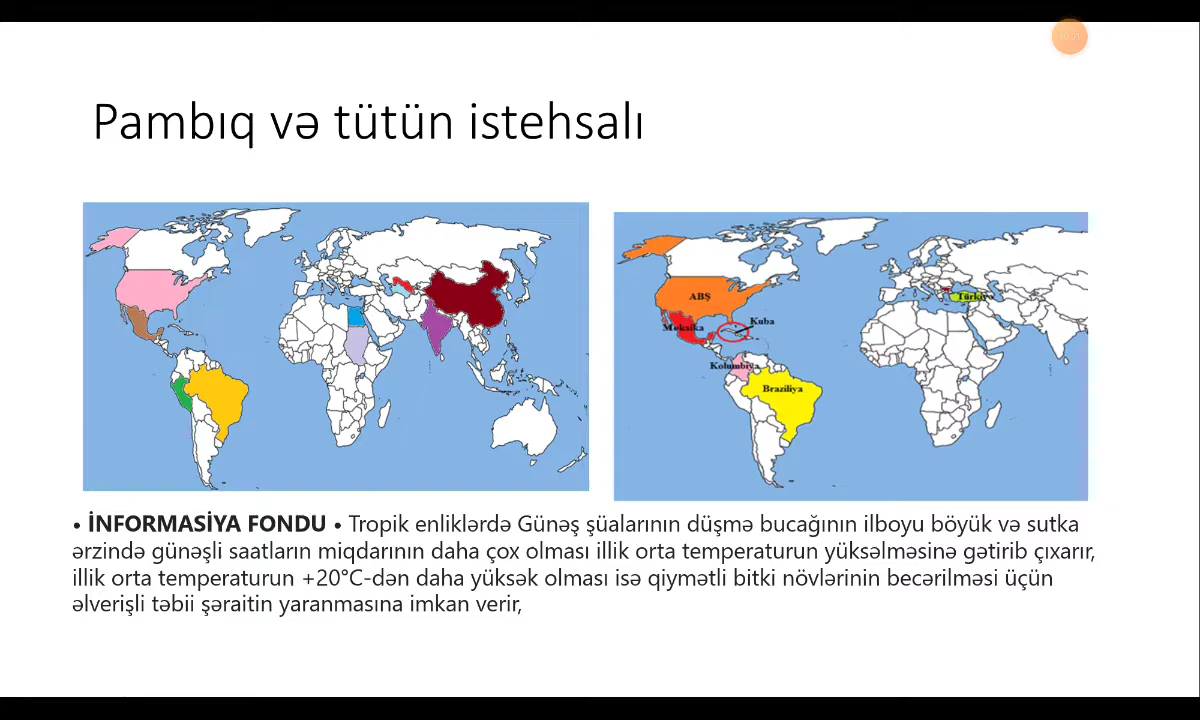 Pambıq və tütün istehsalı
ABŞ
Türkiyə
Meksika
Kuba
Kolumbiya
Braziliya
• İNFORMASİYA FONDU • Tropik enliklərdə Günəş şüalarının düşmə bucağının ilboyu böyük və sutka
ərzində günəşli saatların miqdarının daha çox olması illik orta temperaturun yüksəlməsinə gətirib çıxarır,
illik orta temperaturun +20°C-dən daha yüksək olması isə qiymətli bitki növlərinin becərilməsi üçün
əlverişli təbii şəraitin yaranmasına imkan verir,